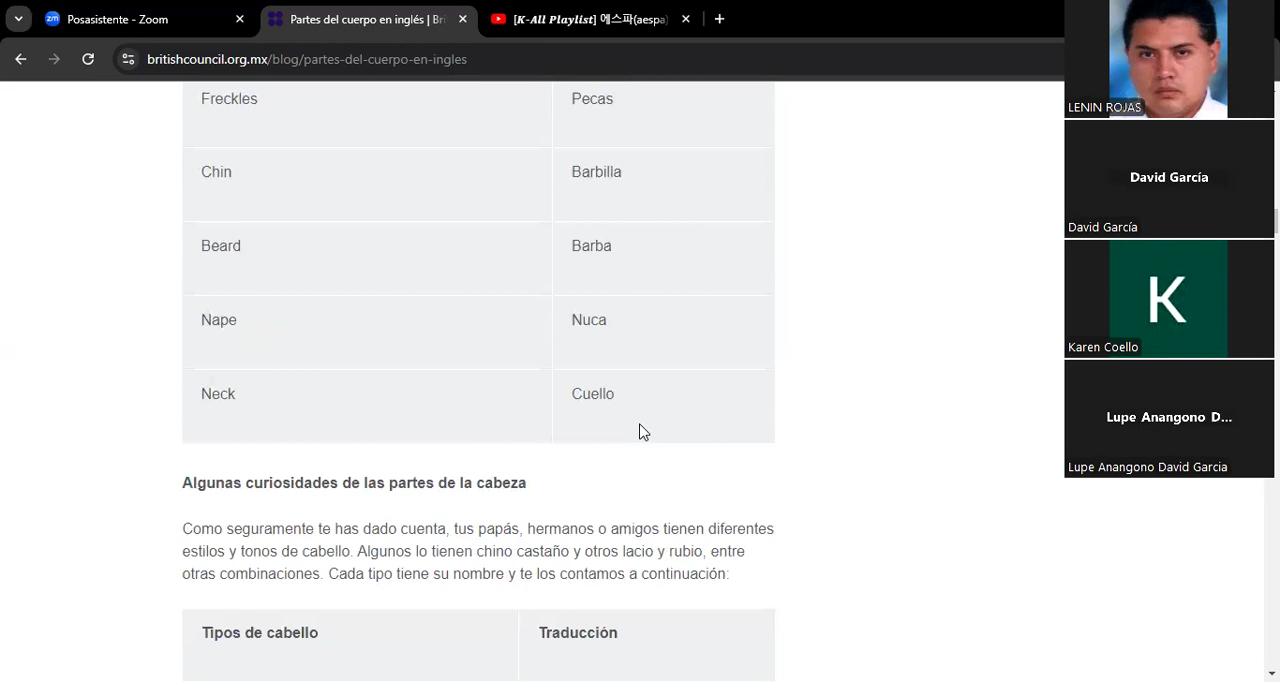 Posasistente - Zoom
Partes del cuerpo en inglés | Bri
[K-All Playlist] 에스파(aespa)
britishcouncil.org.mx/blog/partes-del-cuerpo-en-ingles
Freckles Pecas
Chin Barbilla
Beard Barba
Nape Nuca
Neck Cuello
Algunas curiosidades de las partes de la cabeza
Como seguramente te has dado cuenta, tus papás, hermanos o amigos tienen diferentes
estilos y tonos de cabello. Algunos lo tienen chino castaño y otros lacio y rubio, entre
otras combinaciones. Cada tipo tiene su nombre y te los contamos a continuación:
Tipos de cabello Traducción
LENIN ROJAS
David García
David García
K
Karen Coello
Lupe Anangono D...
Lupe Anangono David Garcia